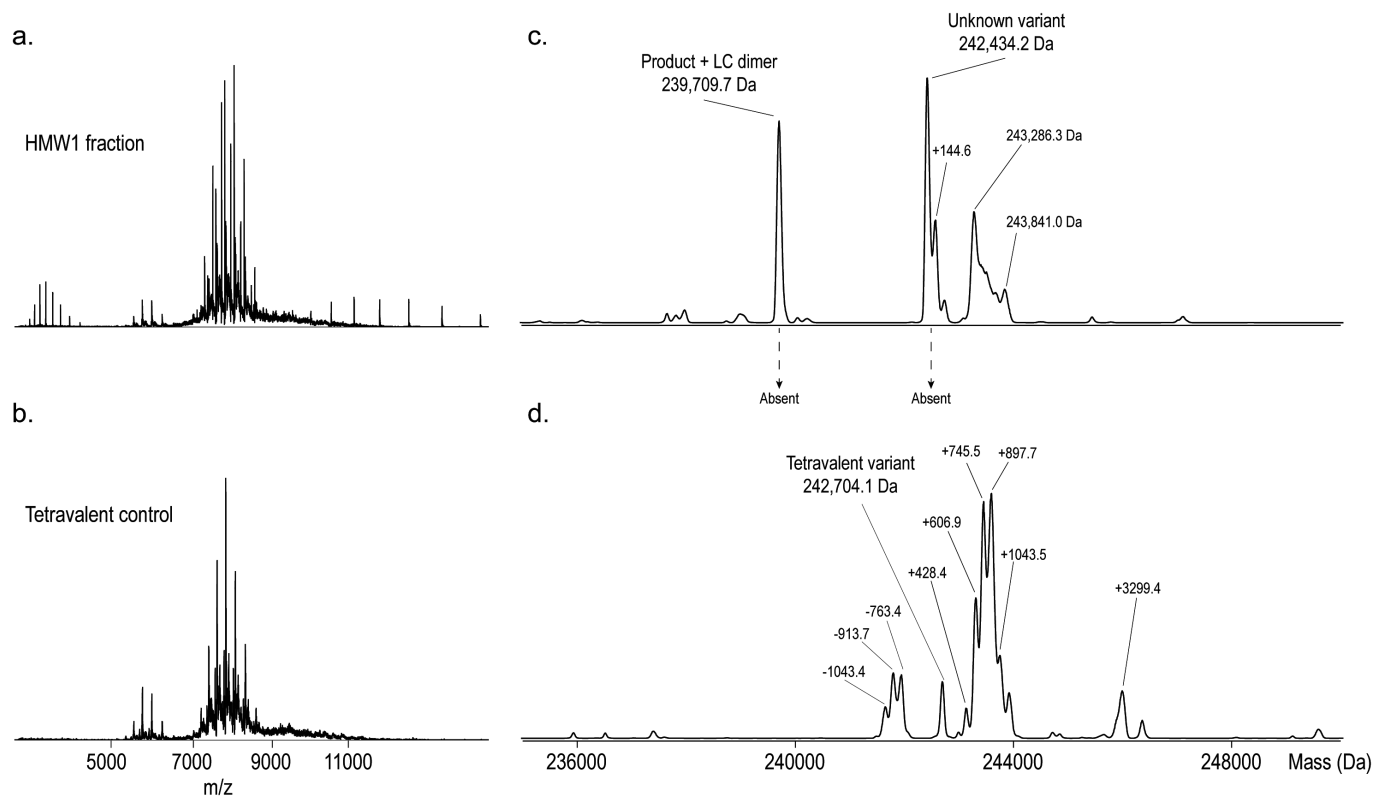 a.
HMW1 fraction
b.
Tetravalent control
5000 7000 9000 11000
m/z
c.
Product + LC dimer
239,709.7 Da
Unknown variant
242,434.2 Da
+144.6
243,286.3 Da
243,841.0 Da
Absent Absent
d.
Tetravalent variant
242,704.1 Da
+745.5 +897.7
+606.9
+1043.5
+428.4
+3299.4
-763.4
-913.7
-1043.4
236000 240000 244000 248000 Mass (Da)